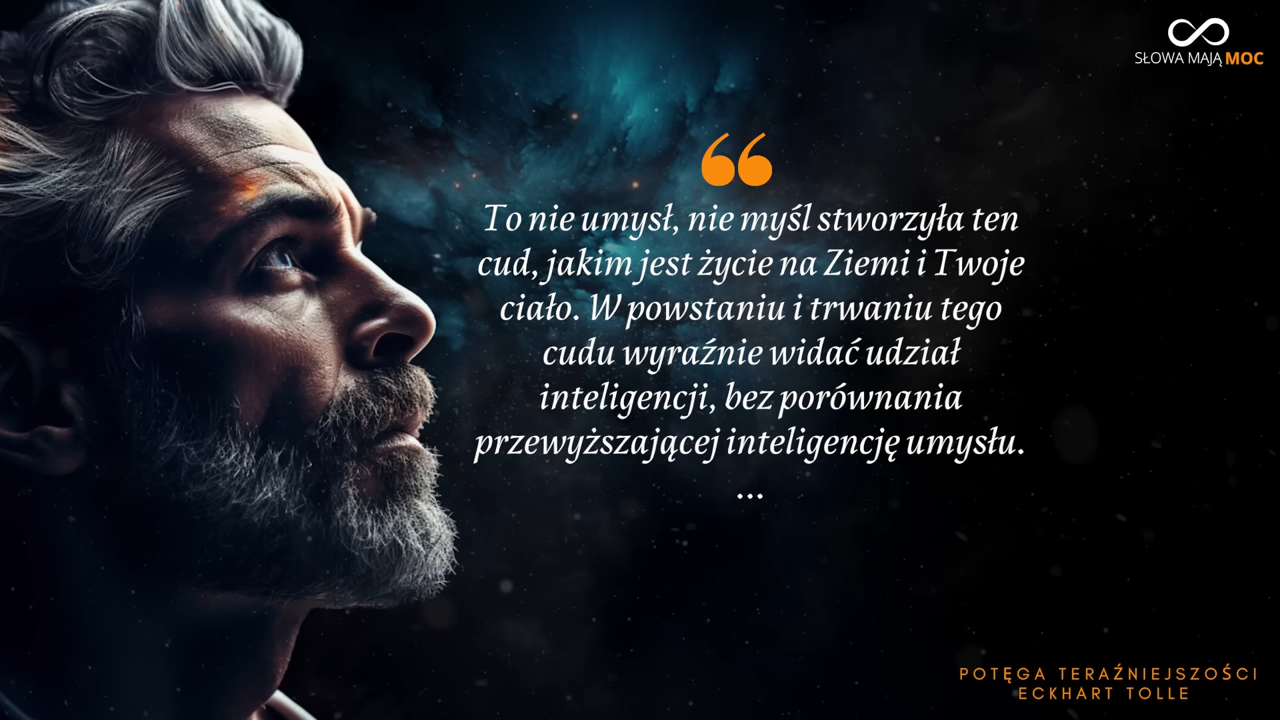 SŁOWA MAJĄ MOC
To nie umysł, nie myśl stworzyła ten
cud, jakim jest życie na Ziemi i Twoje
ciało. W powstaniu i trwaniu tego
cudu wyraźnie widać udział
inteligencji, bez porównania
przewyższającej inteligencję umysłu.
...
POTĘGA TERAŹNIEJSZOŚCI
ECKHART TOLLE